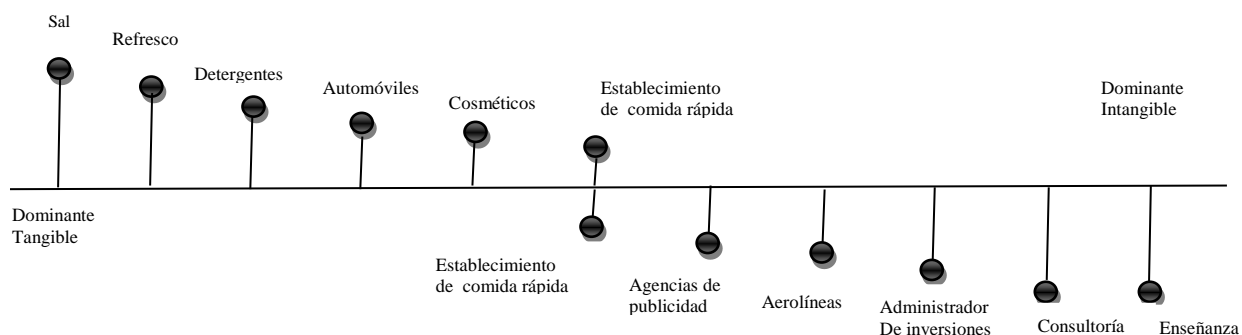 Sal
Refresco
Detergentes
Automóviles
Cosméticos
Establecimiento
de comida rápida
Dominante
Intangible
Dominante
Tangible
Establecimiento
de comida rápida
Agencias de
publicidad
Aerolíneas
Administrador
De inversiones
Consultoría
Enseñanza